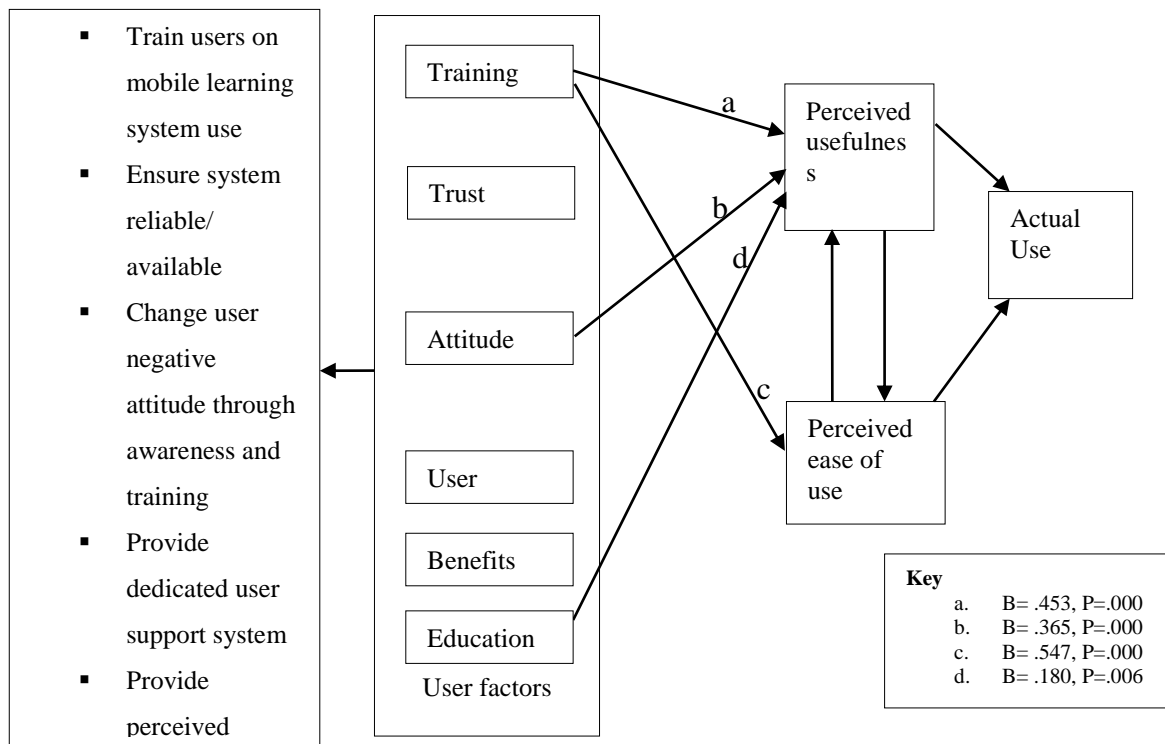 ▪ Train users on
mobile learning
system use
▪ Ensure system
reliable/
available
▪ Change user
negative
attitude through
awareness and
training
▪ Provide
dedicated user
support system
▪ Provide
perceived
Training
Trust
Attitude
User
Benefits
Education
User factors
a
b
d
c
Perceived
usefulnes
s
Perceived
ease of
use
Actual
Use
Key
a. B= .453, P=.000
b. B= .365, P=.000
c. B= .547, P=.000
d. B= .180, P=.006